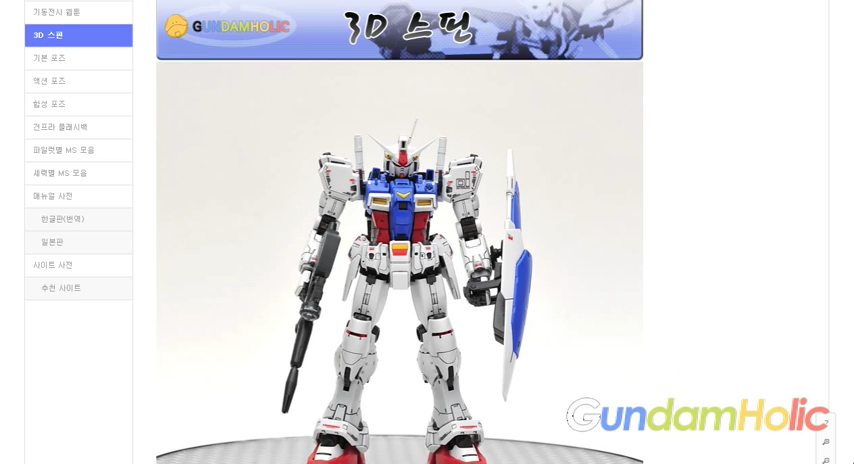 기동전사 웹툰
3D 스핀
기본 포즈
액션 포즈
합성 포즈
건프라 플래시백
파일럿별 MS 모음
세력별 MS 모음
매뉴얼 사전
한글판(번역)
일본판
사이트 사전
추천 사이트
GUNDAMHOLIC
3D 스핀
GundamHolic